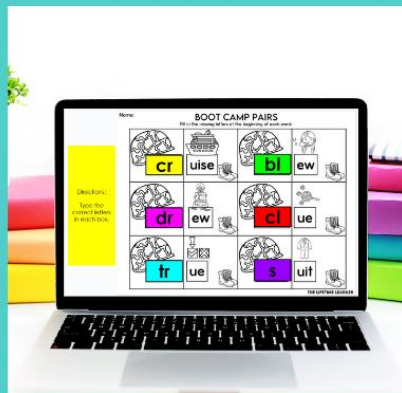 Name:
BOOT CAMP PAIRS
Fill in the missing letters at the beginning of each word.
Directions:
Type the
correct letters
in each box.
cr uise
bl ew
dr ew
cl ue
tr ue
s uit
THE LIFETIME LEARNER